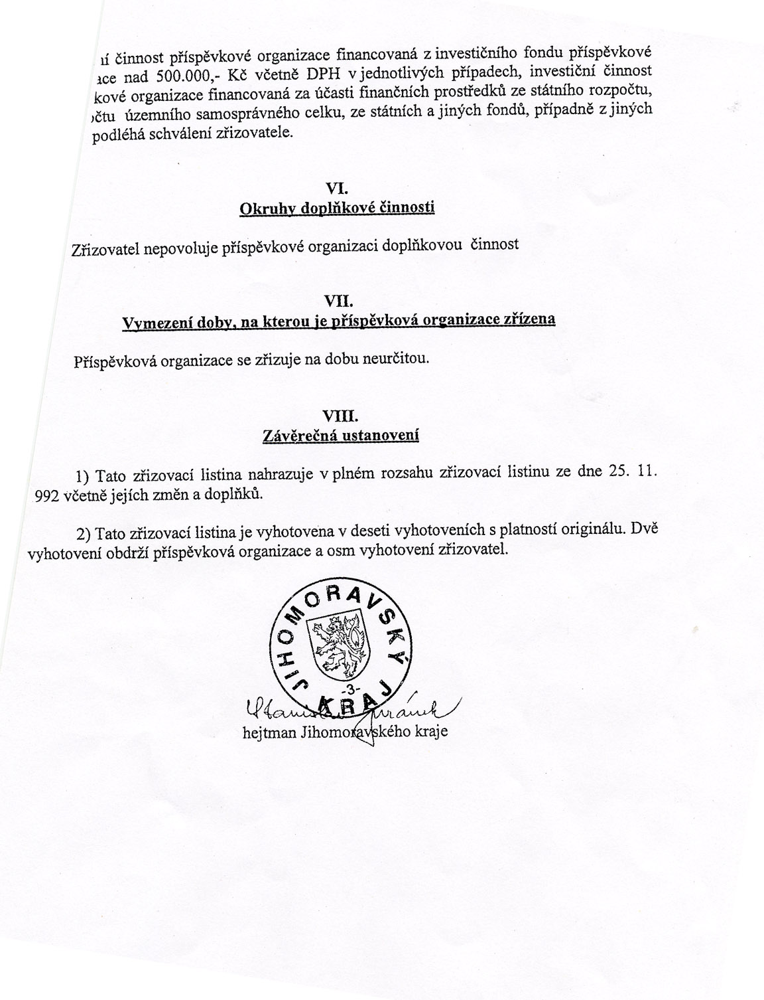 í činnost příspěvkové organizace financovaná z investičního fondu příspěvkové
ace nad 500.000,- Kč včetně DPH v jednotlivých případech, investiční činnost
kové organizace financovaná za účasti finančních prostředků ze státního rozpočtu,
očtu územního samosprávného celku, ze státních a jiných fondů, případně z jiných
podléhá schválení zřizovatele.
VI.
Okruhy doplňkové činnosti
Zřizovatel nepovoluje příspěvkové organizaci doplňkovou činnost
VII.
Vymezení doby, na kterou je příspěvková organizace zřízena
Příspěvková organizace se zřizuje na dobu neurčitou.
VIII.
Závěrečná ustanovení
1) Tato zřizovací listina nahrazuje v plném rozsahu zřizovací listinu ze dne 25. 11.
992 včetně jejích změn a doplňků.
2) Tato zřizovací listina je vyhotovena v deseti vyhotoveních s platností originálu. Dvě
vyhotovení obdrží příspěvková organizace a osm vyhotovení zřizovatel.
JIHOMORAVSKÝ KRAJ
-3-
Stanislav Juránek
hejtman Jihomoravského kraje